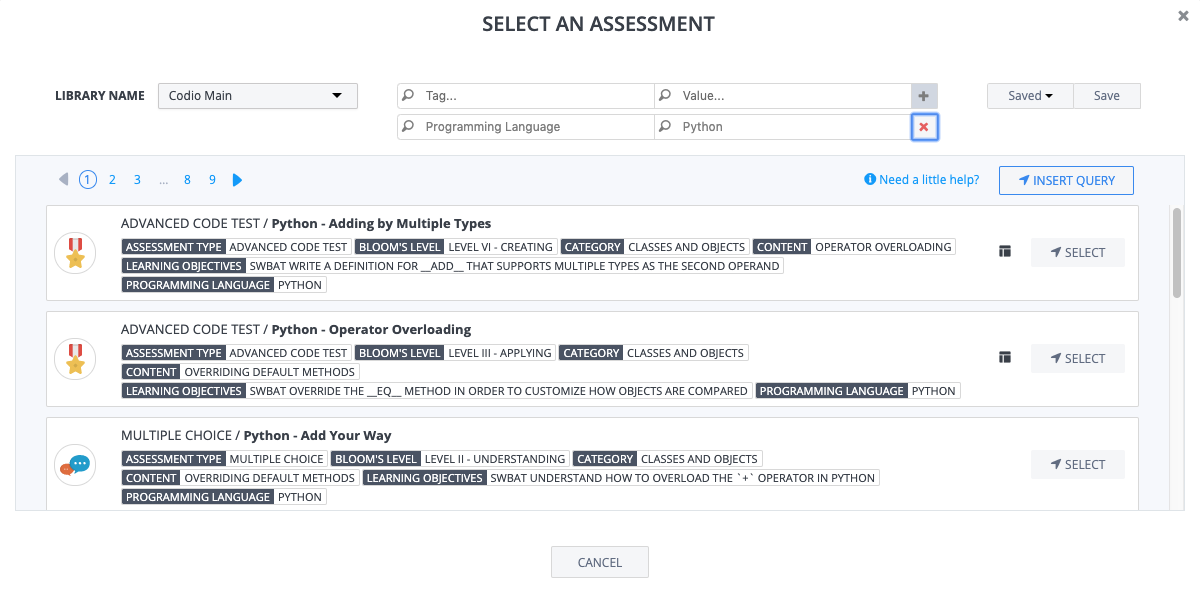 SELECT AN ASSESSMENT
LIBRARY NAME Codio Main Tag... Value... Saved Save
Programming Language Python
1 2 3 ... 8 9 Need a little help? INSERT QUERY
ADVANCED CODE TEST / Python - Adding by Multiple Types
ASSESSMENT TYPE ADVANCED CODE TEST BLOOM'S LEVEL LEVEL VI - CREATING CATEGORY CLASSES AND OBJECTS CONTENT OPERATOR OVERLOADING
SELECT
LEARNING OBJECTIVES SWBAT WRITE A DEFINITION FOR __ADD__ THAT SUPPORTS MULTIPLE TYPES AS THE SECOND OPERAND
PROGRAMMING LANGUAGE PYTHON
ADVANCED CODE TEST / Python - Operator Overloading
ASSESSMENT TYPE ADVANCED CODE TEST BLOOM'S LEVEL LEVEL III - APPLYING CATEGORY CLASSES AND OBJECTS
SELECT
CONTENT OVERRIDING DEFAULT METHODS
LEARNING OBJECTIVES SWBAT OVERRIDE THE __EQ__ METHOD IN ORDER TO CUSTOMIZE HOW OBJECTS ARE COMPARED PROGRAMMING LANGUAGE PYTHON
MULTIPLE CHOICE / Python - Add Your Way
ASSESSMENT TYPE MULTIPLE CHOICE BLOOM'S LEVEL LEVEL II - UNDERSTANDING CATEGORY CLASSES AND OBJECTS
SELECT
CONTENT OVERRIDING DEFAULT METHODS LEARNING OBJECTIVES SWBAT UNDERSTAND HOW TO OVERLOAD THE `+` OPERATOR IN PYTHON
PROGRAMMING LANGUAGE PYTHON
CANCEL